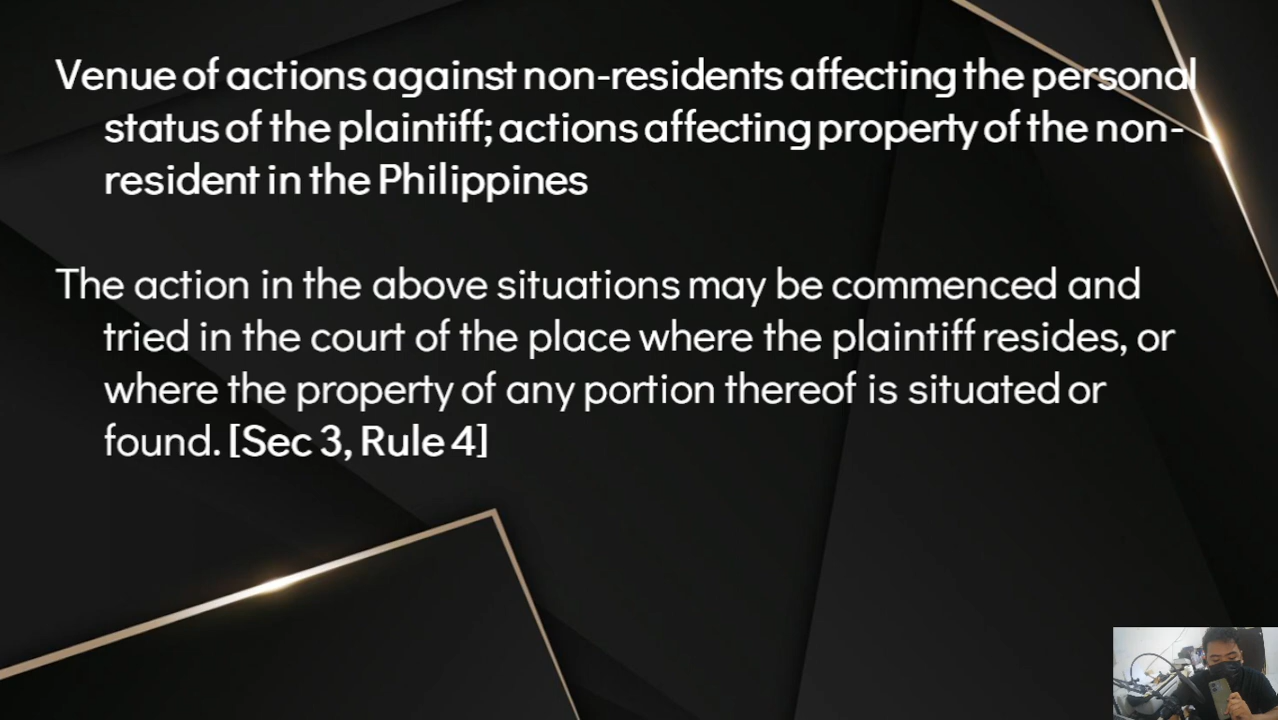 Venue of actions against non-residents affecting the personal
status of the plaintiff; actions affecting property of the non-
resident in the Philippines
The action in the above situations may be commenced and
tried in the court of the place where the plaintiff resides, or
where the property of any portion thereof is situated or
found. [Sec 3, Rule 4]